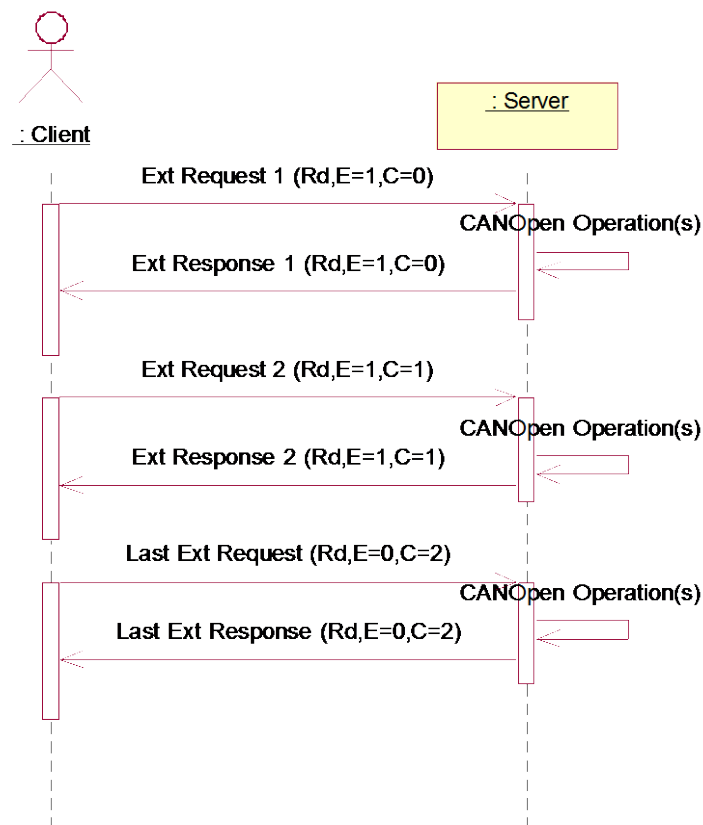 : Client
: Server
Ext Request 1 (Rd,E=1,C=0)
CANOpen Operation(s)
Ext Response 1 (Rd,E=1,C=0)
Ext Request 2 (Rd,E=1,C=1)
CANOpen Operation(s)
Ext Response 2 (Rd,E=1,C=1)
Last Ext Request (Rd,E=0,C=2)
CANOpen Operation(s)
Last Ext Response (Rd,E=0,C=2)